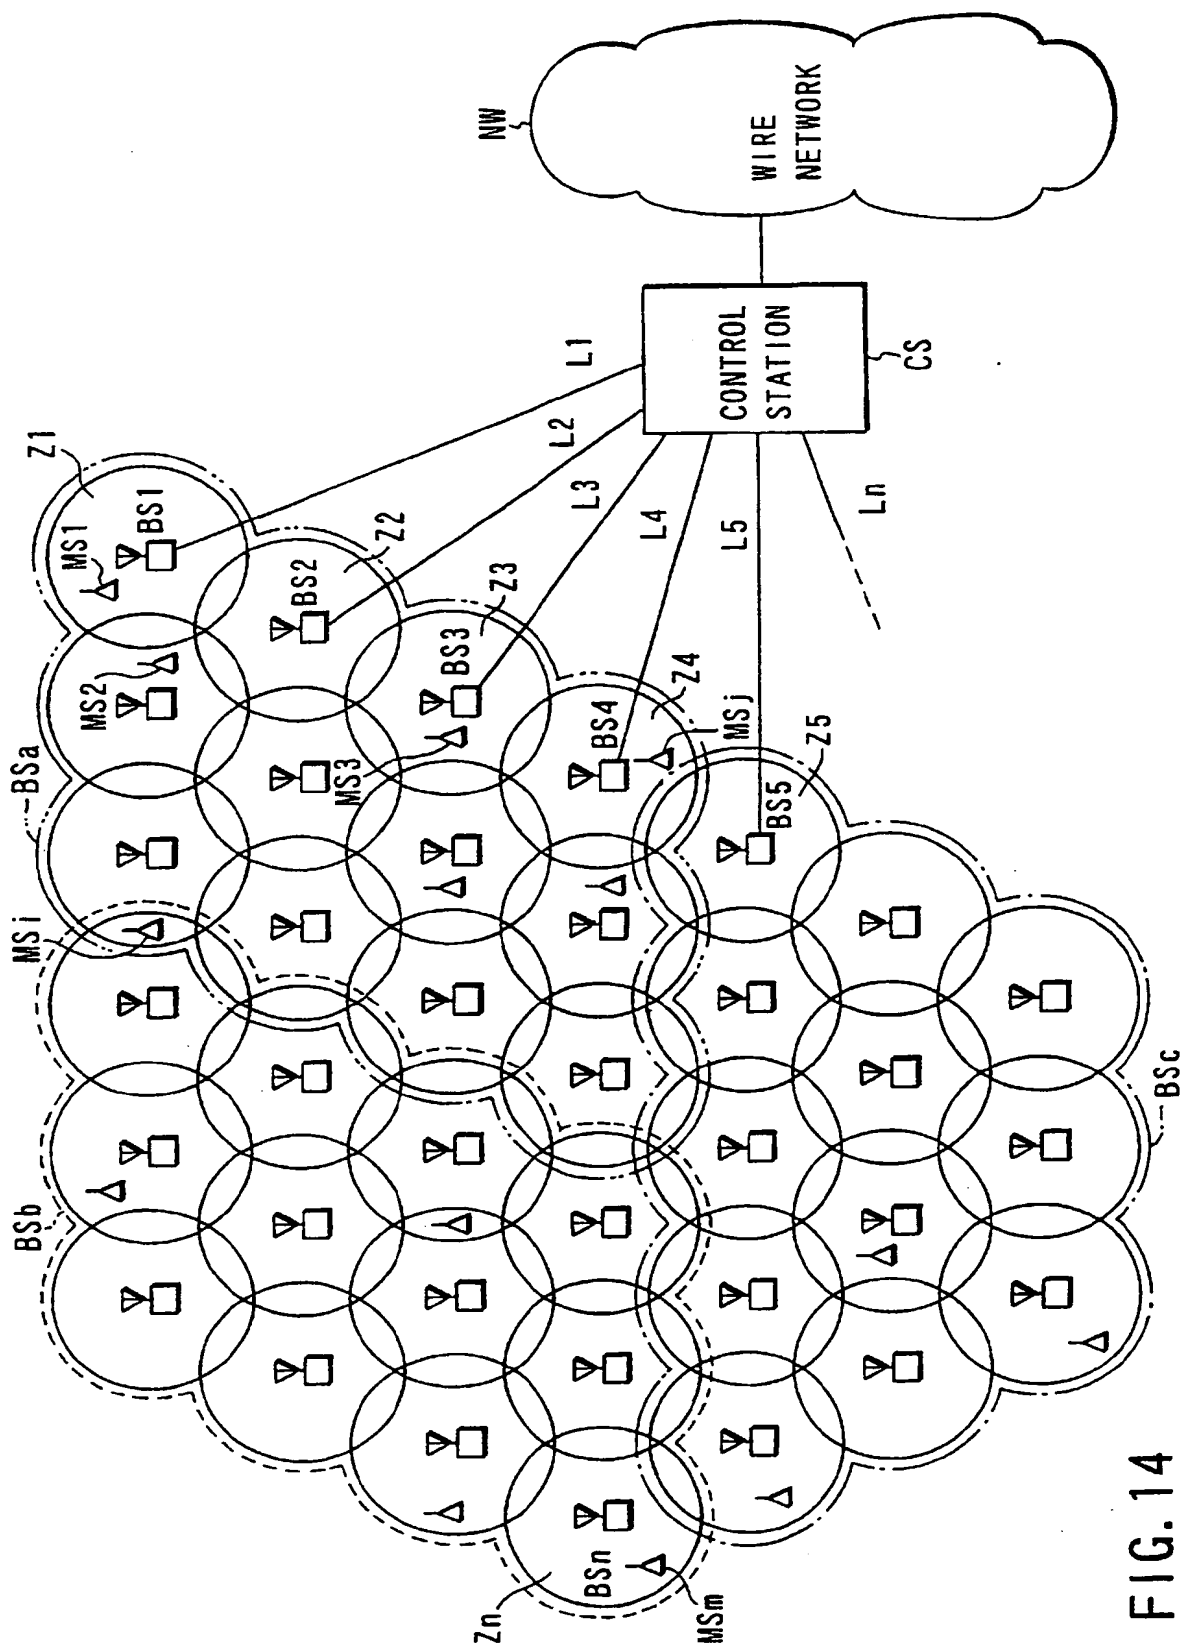 NW
WIRE
NETWORK
CONTROL
STATION
CS
L1
L2
L3
L4
L5
Ln
Z1
MS1
BS1
Z2
BS2
MS2
BSa
Z3
BS3
MS3
Z4
BS4
MSj
Z5
BS5
MSi
BSb
BSc
Zn
BSn
MSm
FIG.14